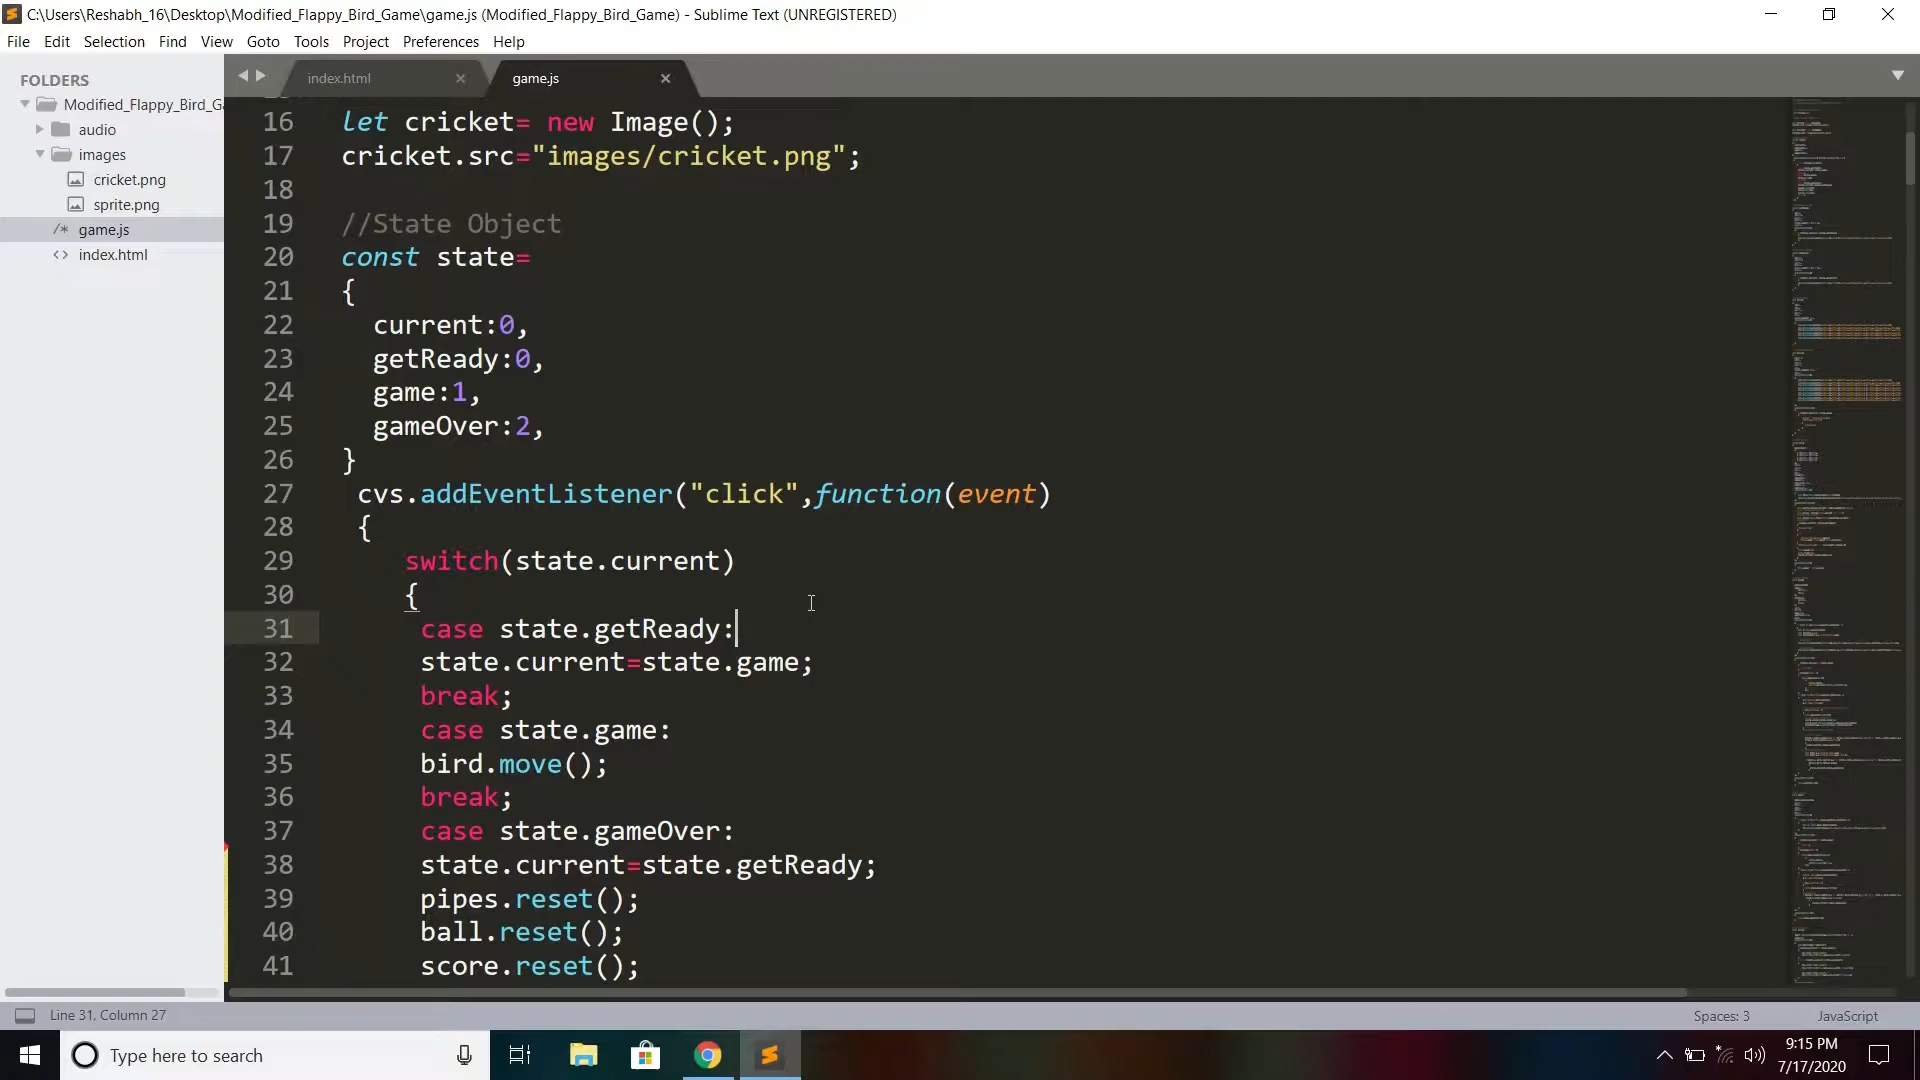 C:\Users\Reshabh_16\Desktop\Modified_Flappy_Bird_Game\game.js (Modified_Flappy_Bird_Game) - Sublime Text (UNREGISTERED)
File Edit Selection Find View Goto Tools Project Preferences Help
FOLDERS
Modified_Flappy_Bird_Ga
audio
images
cricket.png
sprite.png
/* game.js
<> index.html
index.html game.js
16 let cricket= new Image();
17 cricket.src="images/cricket.png";
18
19 //State Object
20 const state=
21 {
22 current:0,
23 getReady:0,
24 game:1,
25 gameOver:2,
26 }
27 cvs.addEventListener("click",function(event)
28 {
29 switch(state.current)
30 {
31 case state.getReady:
32 state.current=state.game;
33 break;
34 case state.game:
35 bird.move();
36 break;
37 case state.gameOver:
38 state.current=state.getReady;
39 pipes.reset();
40 ball.reset();
41 score.reset();
Line 31, Column 27 Spaces: 3 JavaScript
Type here to search
9:15 PM
7/17/2020